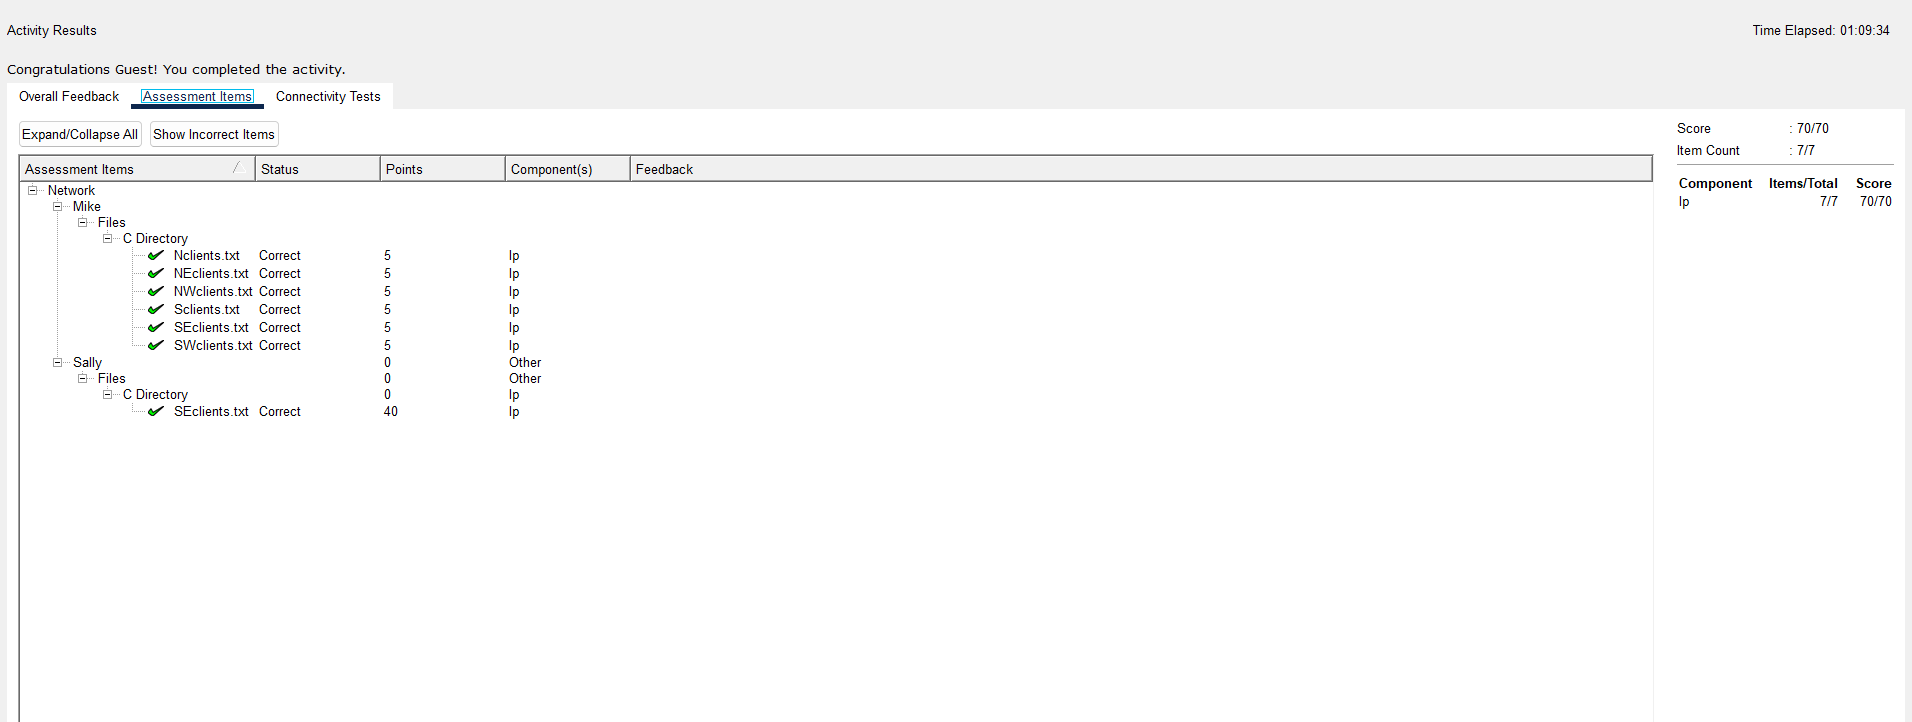 Activity Results
Time Elapsed: 01:09:34
Congratulations Guest! You completed the activity.
Overall Feedback Assessment Items Connectivity Tests
Expand/Collapse All Show Incorrect Items
Assessment Items Status Points Component(s) Feedback
Network
Mike
Files
C Directory
Nclients.txt Correct 5 Ip
NEclients.txt Correct 5 Ip
NWclients.txt Correct 5 Ip
Sclients.txt Correct 5 Ip
SEclients.txt Correct 5 Ip
SWclients.txt Correct 5 Ip
Sally 0 Other
Files 0 Other
C Directory 0 Ip
SEclients.txt Correct 40 Ip
Score : 70/70
Item Count : 7/7
Component Items/Total Score
Ip 7/7 70/70